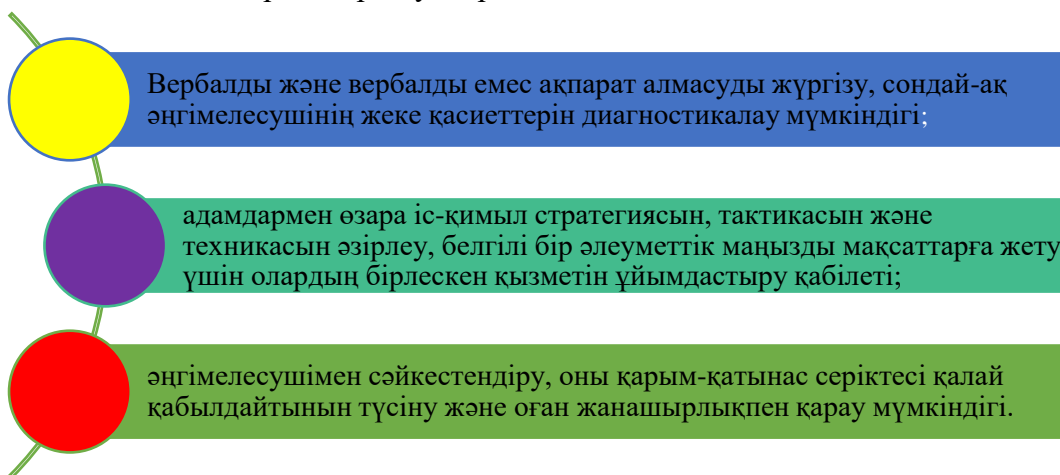 Вербалды және вербалды емес ақпарат алмасуды жүргізу, сондай-ақ
әңгімелесушінің жеке қасиеттерін диагностикалау мүмкіндігі;
адамдармен өзара іс-қимыл стратегиясын, тактикасын және
техникасын әзірлеу, белгілі бір әлеуметтік маңызды мақсаттарға жету
үшін олардың бірлескен қызметін ұйымдастыру қабілеті;
әңгімелесушімен сәйкестендіру, оны қарым-қатынас серіктесі қалай
қабылдайтынын түсіну және оған жанашырлықпен қарау мүмкіндігі.